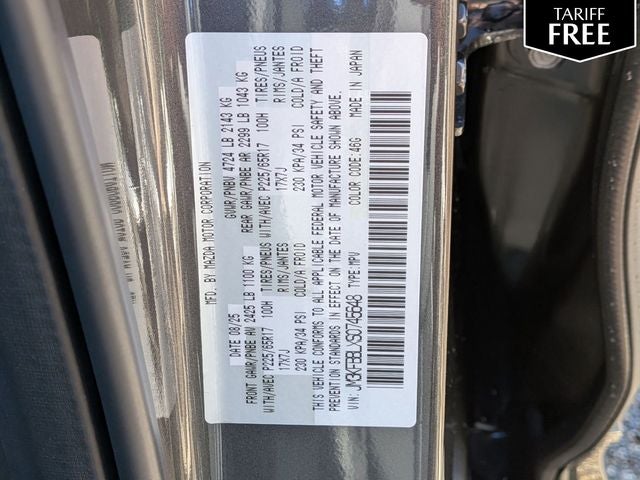 TARIFF
FREE
MFD. BY MAZDA MOTOR CORPORATION
DATE 08/25 GVWR/PNBV 4724 LB 2143 KG
FRONT GAWR/PNBE AV 2425 LB 1100 KG REAR GAWR/PNBE AR 2299 LB 1043 KG
WITH/AVEC P225/65R17 100H TIRES/PNEUS WITH/AVEC P225/65R17 100H TIRES/PNEUS
17X7J RIMS/JANTES 17X7J RIMS/JANTES
230 KPA/34 PSI COLD/A FROID 230 KPA/34 PSI COLD/A FROID
THIS VEHICLE CONFORMS TO ALL APPLICABLE FEDERAL MOTOR VEHICLE SAFETY AND THEFT
PREVENTION STANDARDS IN EFFECT ON THE DATE OF MANUFACTURE SHOWN ABOVE.
VIN: TYPE: MPV COLOR CODE: 46G MADE IN JAPAN